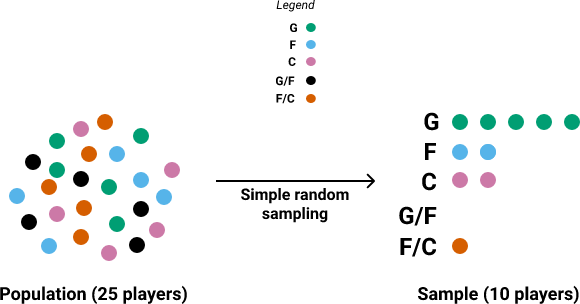 Legend
G
F
C
G/F
F/C
Simple random
sampling
G
F
C
G/F
F/C
Population (25 players)
Sample (10 players)